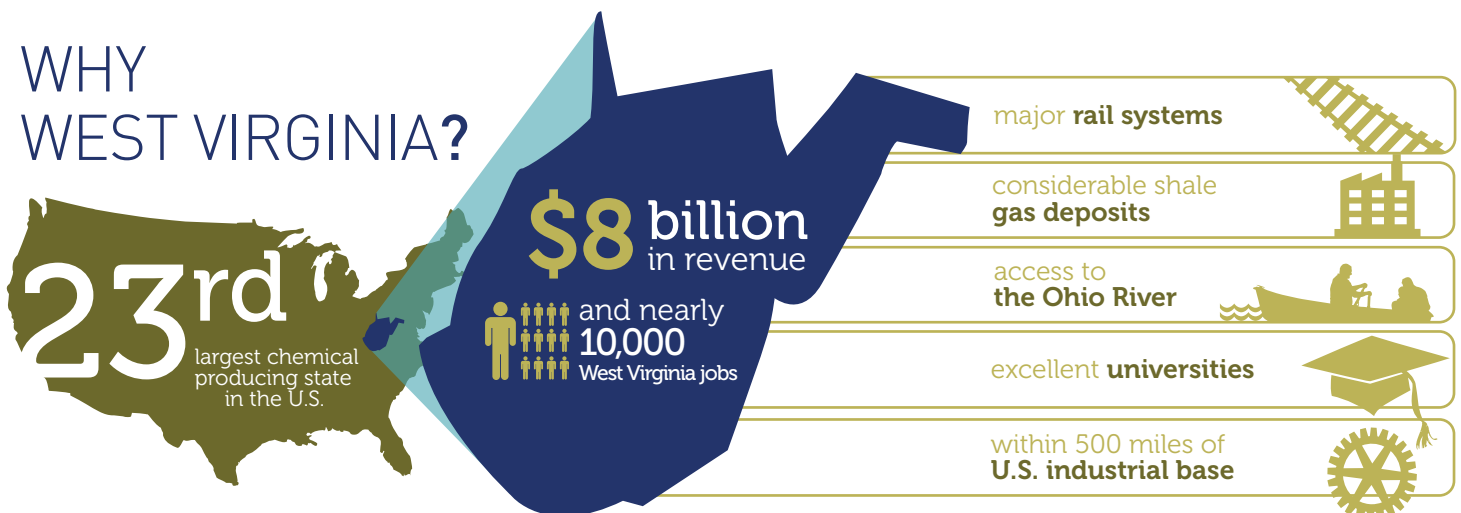 WHY
WEST VIRGINIA?
23rd
largest chemical
producing state
in the U.S.
$8 billion
in revenue
and nearly
10,000
West Virginia jobs
major rail systems
considerable shale
gas deposits
access to
the Ohio River
excellent universities
within 500 miles of
U.S. industrial base